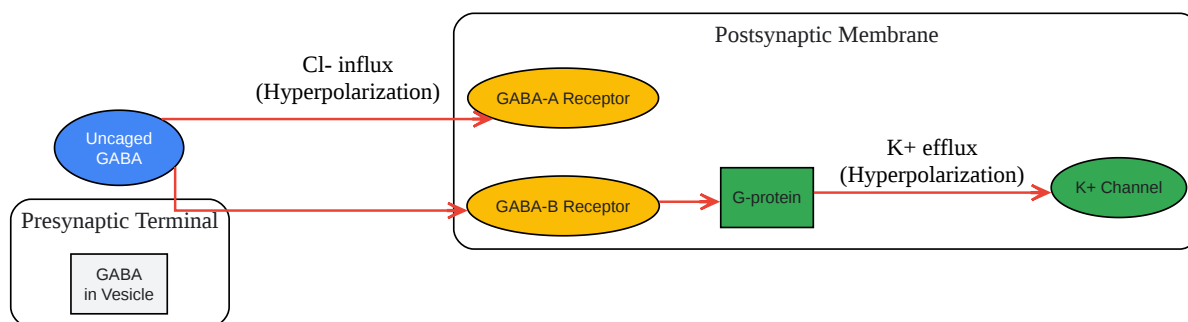 Postsynaptic Membrane
Cl- influx
(Hyperpolarization)
GABA-A Receptor
Uncaged
GABA
K+ efflux
(Hyperpolarization)
GABA-B Receptor
G-protein
K+ Channel
Presynaptic Terminal
GABA
in Vesicle